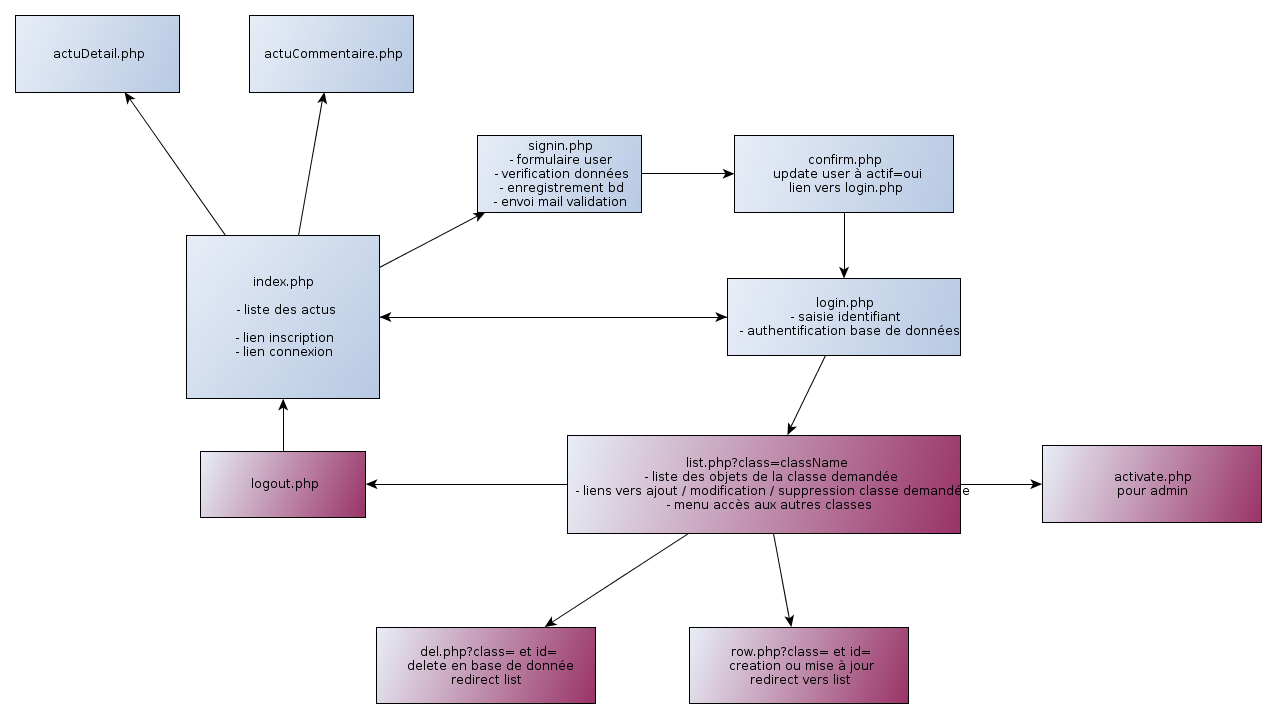 actuDetail.php
actuCommentaire.php
signin.php
- formulaire user
- verification données
- enregistrement bd
- envoi mail validation
confirm.php
update user à actif=oui
lien vers login.php
index.php
- liste des actus
- lien inscription
- lien connexion
login.php
- saisie identifiant
- authentification base de données
logout.php
list.php?class=className
- liste des objets de la classe demandée
- liens vers ajout / modification / suppression classe demandée
- menu accès aux autres classes
activate.php
pour admin
del.php?class= et id=
delete en base de donnée
redirect list
row.php?class= et id=
creation ou mise à jour
redirect vers list